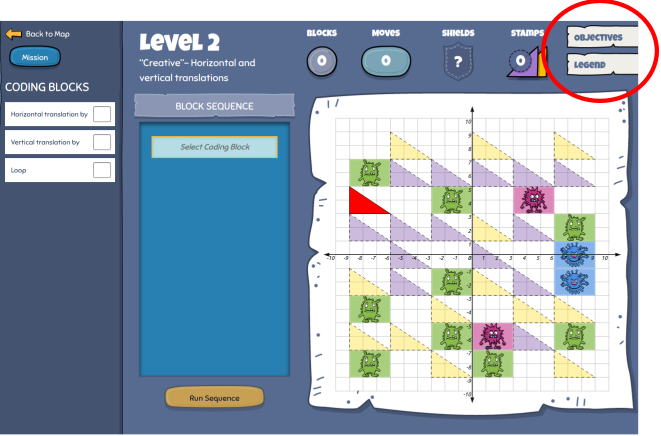 Back to Map
Mission
CODING BLOCKS
Horizontal translation by
Vertical translation by
Loop
Level 2
"Creative"– Horizontal and
vertical translations
BLOCKS
0
MOVES
0
SHIELDS
?
STAMPS
0
OBJECTIVES
LEGEND
BLOCK SEQUENCE
Select Coding Block
Run Sequence
10
9
8
7
6
5
4
3
2
1
-10 -9 -8 -7 -6 -5 -4 -3 -2 -1 0 1 2 3 4 5 6 9 10
-1
-2
-3
-4
-5
-6
-7
-8
-9
-10